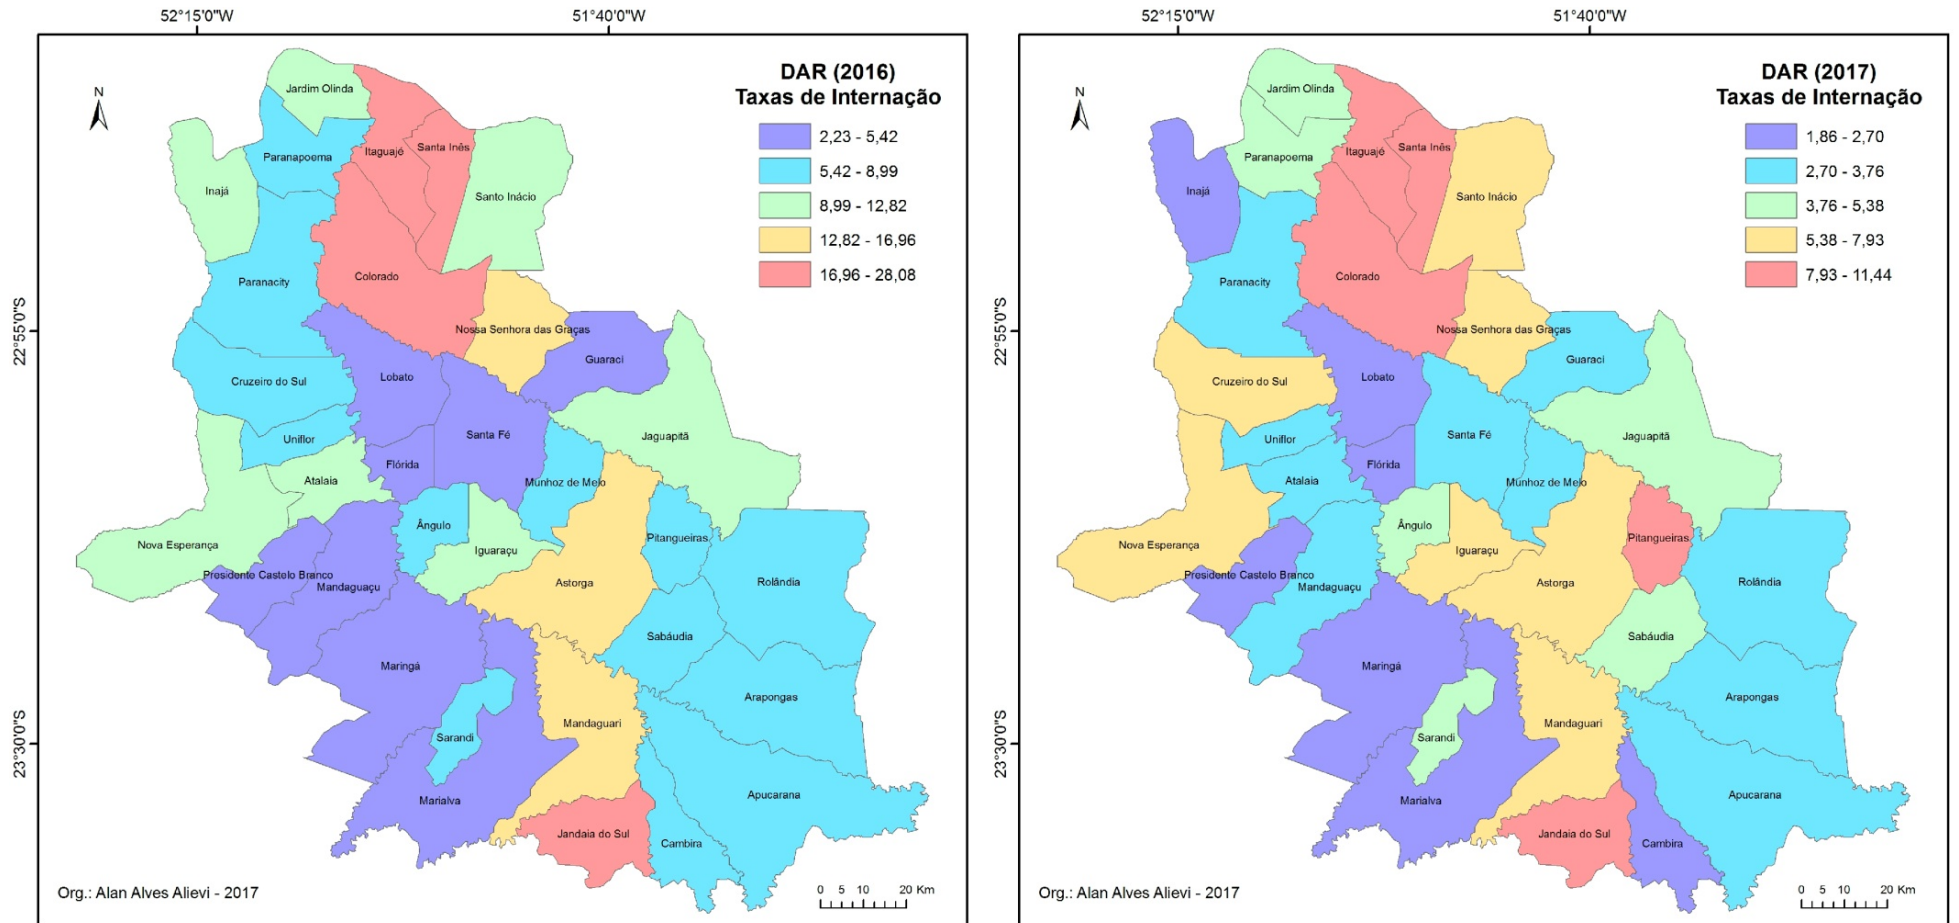 52°15'0"W
51°40'0"W
22°55'0"S
23°30'0"S
N
DAR (2016)
Taxas de Internação
2,23 - 5,42
5,42 - 8,99
8,99 - 12,82
12,82 - 16,96
16,96 - 28,08
Jardim Olinda
Paranapoema
Itaguajé
Santa Inês
Inajá
Santo Inácio
Paranacity
Colorado
Nossa Senhora das Graças
Guaraci
Cruzeiro do Sul
Lobato
Uniflor
Santa Fé
Jaguapitã
Flórida
Atalaia
Munhoz de Melo
Ângulo
Nova Esperança
Iguaraçu
Pitangueiras
Presidente Castelo Branco
Mandaguaçu
Astorga
Rolândia
Sabáudia
Maringá
Arapongas
Mandaguari
Sarandi
Marialva
Apucarana
Jandaia do Sul
Cambira
Org.: Alan Alves Alievi - 2017
0 5 10 20 Km
52°15'0"W
51°40'0"W
22°55'0"S
23°30'0"S
N
DAR (2017)
Taxas de Internação
1,86 - 2,70
2,70 - 3,76
3,76 - 5,38
5,38 - 7,93
7,93 - 11,44
Jardim Olinda
Paranapoema
Itaguajé
Santa Inês
Inajá
Santo Inácio
Paranacity
Colorado
Nossa Senhora das Graças
Guaraci
Cruzeiro do Sul
Lobato
Uniflor
Santa Fé
Jaguapitã
Flórida
Atalaia
Munhoz de Melo
Ângulo
Nova Esperança
Iguaraçu
Pitangueiras
Presidente Castelo Branco
Mandaguaçu
Astorga
Rolândia
Sabáudia
Maringá
Arapongas
Mandaguari
Sarandi
Marialva
Apucarana
Jandaia do Sul
Cambira
Org.: Alan Alves Alievi - 2017
0 5 10 20 Km